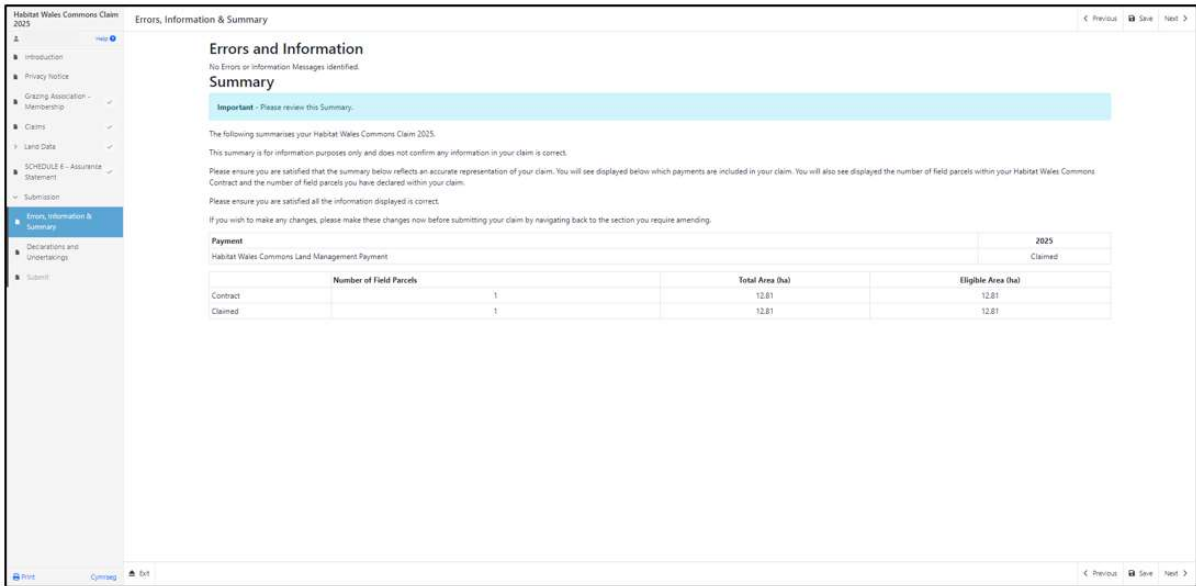 Habitat Wales Commons Claim
2025
Help
Introduction
Privacy Notice
Grazing Association -
Membership
Claims
Land Data
SCHEDULE 6 - Assurance
Statement
Submission
Errors, Information &
Summary
Declarations and
Undertakings
Submit
Print Cymraeg
Errors, Information & Summary
Previous Save Next
Errors and Information
No Errors or Information Messages identified.
Summary
Important - Please review this Summary.
The following summarises your Habitat Wales Commons Claim 2025.
This summary is for information purposes only and does not confirm any information in your claim is correct.
Please ensure you are satisfied that the summary below reflects an accurate representation of your claim. You will see displayed below which payments are included in your claim. You will also see displayed the number of field parcels within your Habitat Wales Commons
Contract and the number of field parcels you have declared within your claim.
Please ensure you are satisfied all the information displayed is correct.
If you wish to make any changes, please make these changes now before submitting your claim by navigating back to the section you require amending.
Payment 2025
Habitat Wales Commons Land Management Payment Claimed
Number of Field Parcels Total Area (ha) Eligible Area (ha)
Contract 1 12.81 12.81
Claimed 1 12.81 12.81
Exit
Previous Save Next